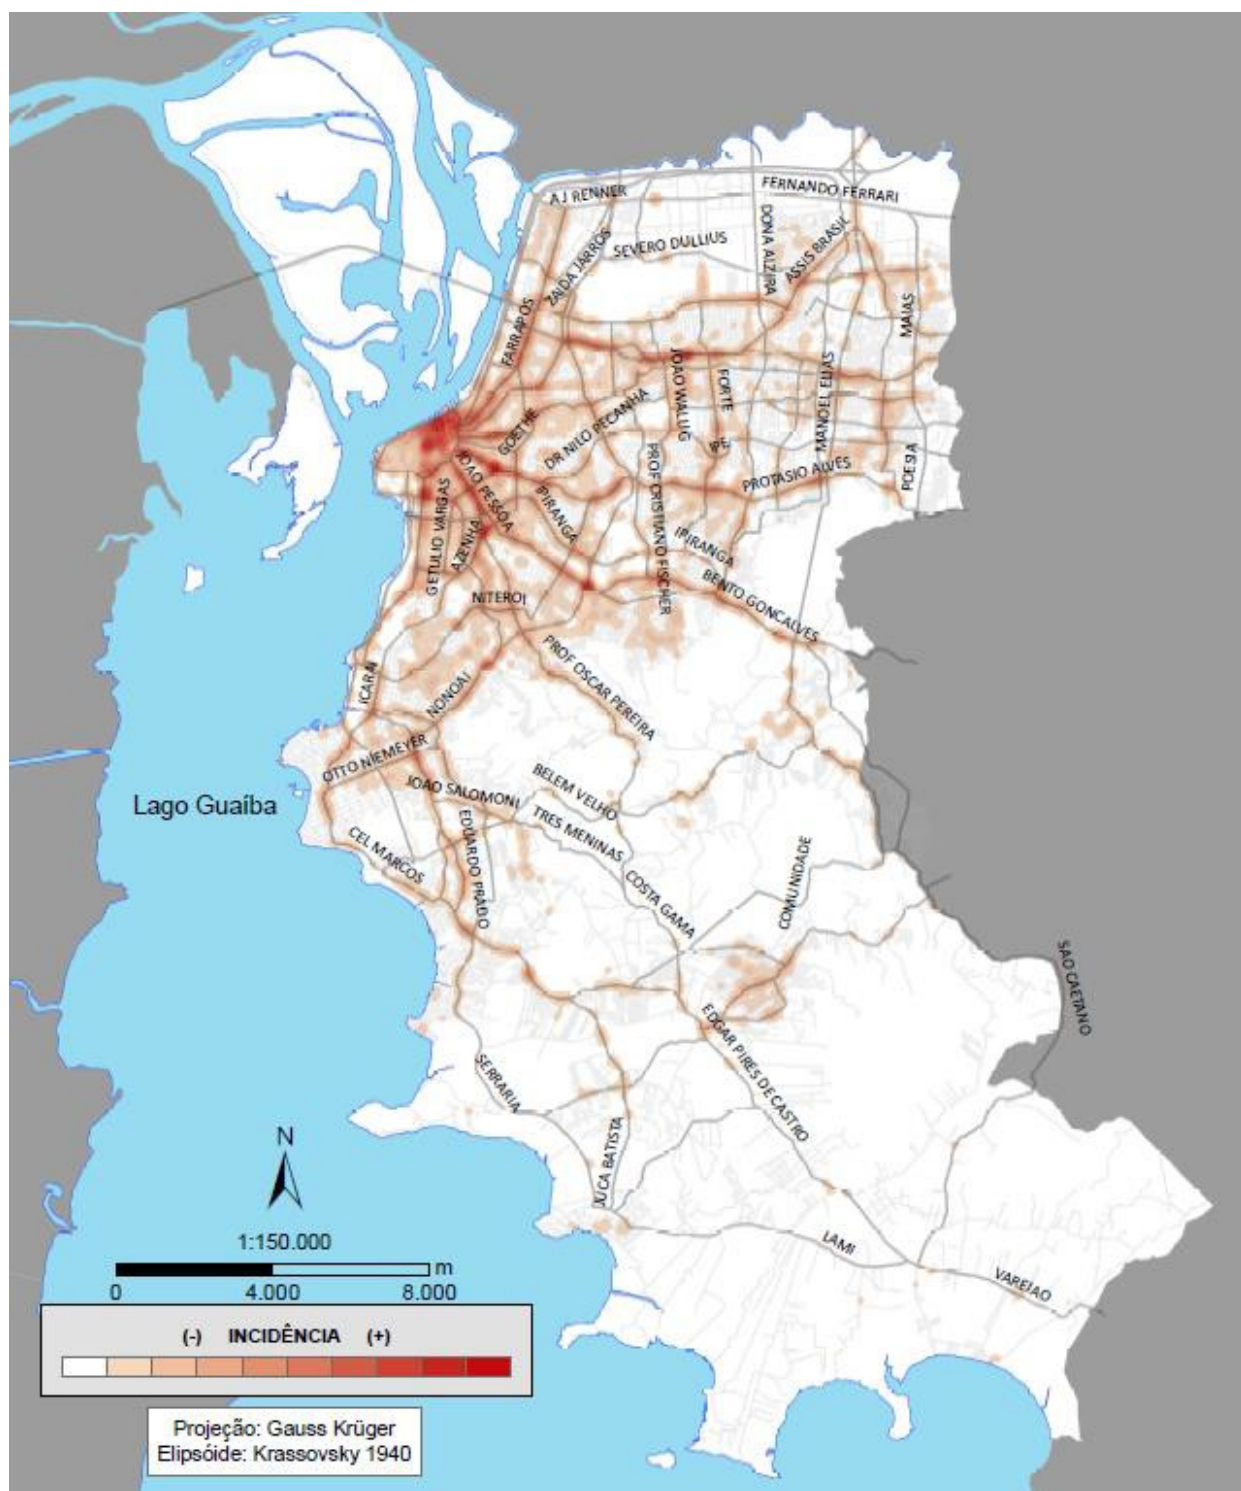 A J RENNER
FERNANDO FERRARI
ZAIDA JARROS
SEVERO DULLIUS
DONA ALZIRA
ASSIS BRASIL
FARRAPOS
MAIAS
JOAO WALLIG
FORTE
MANOEL ELIAS
GOETHE
DR NILO PECANHA
IPE
JOAO PESSOA
PROF CRISTIANO FISCHER
PROTASIO ALVES
POESIA
GETULIO VARGAS
IPIRANGA
AZENHA
IPIRANGA
BENTO GONCALVES
NITEROI
PROF OSCAR PEREIRA
ICARAI
NONOAI
OTTO NIEMEYER
Lago Guaíba
JOAO SALOMONI
BELEM VELHO
TRES MENINAS
CEL MARCOS
EDUARDO PRADO
COSTA GAMA
COMUNIDADE
SAO CAETANO
SERRARIA
EDGAR PIRES DE CASTRO
JUCA BATISTA
LAMI
VAREJAO
N
1:150.000
m
0 4.000 8.000
(-) INCIDÊNCIA (+)
Projeção: Gauss Krüger
Elipsóide: Krassovsky 1940